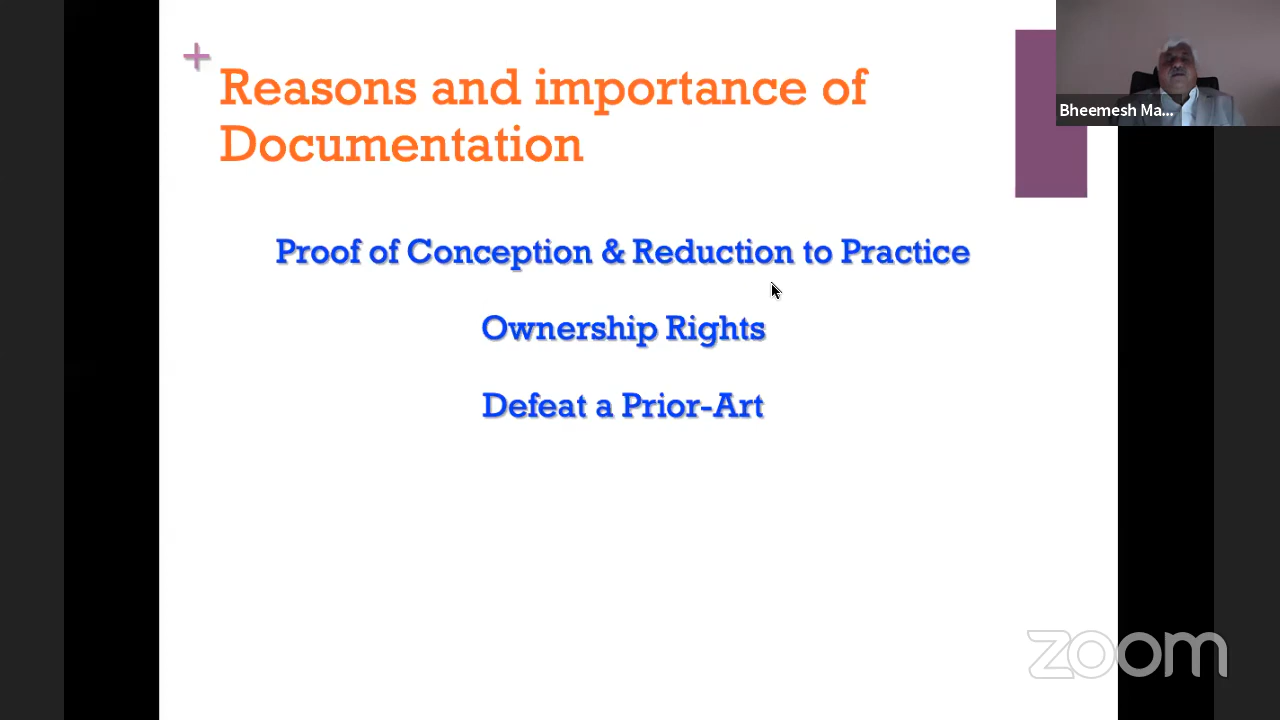 +
Reasons and importance of
Documentation
Proof of Conception & Reduction to Practice
Ownership Rights
Defeat a Prior-Art
Bheemesh Ma...
zoom